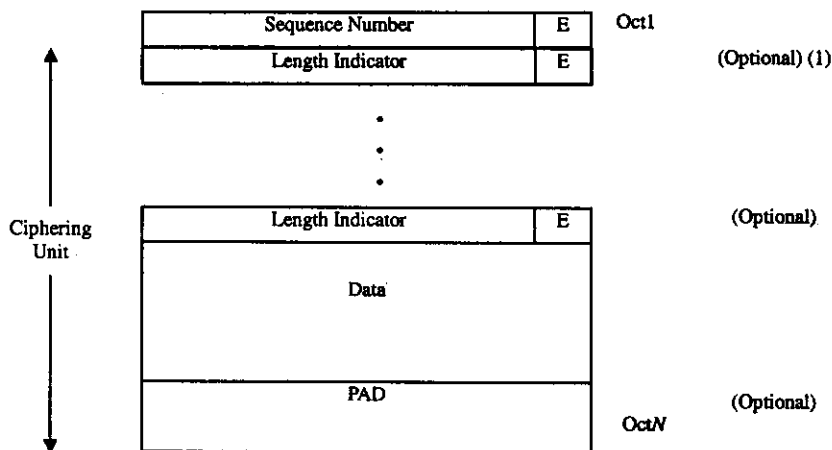 Sequence Number E Oct1
Length Indicator E (Optional) (1)
Length Indicator E (Optional)
Ciphering
Unit
Data
PAD (Optional)
OctN